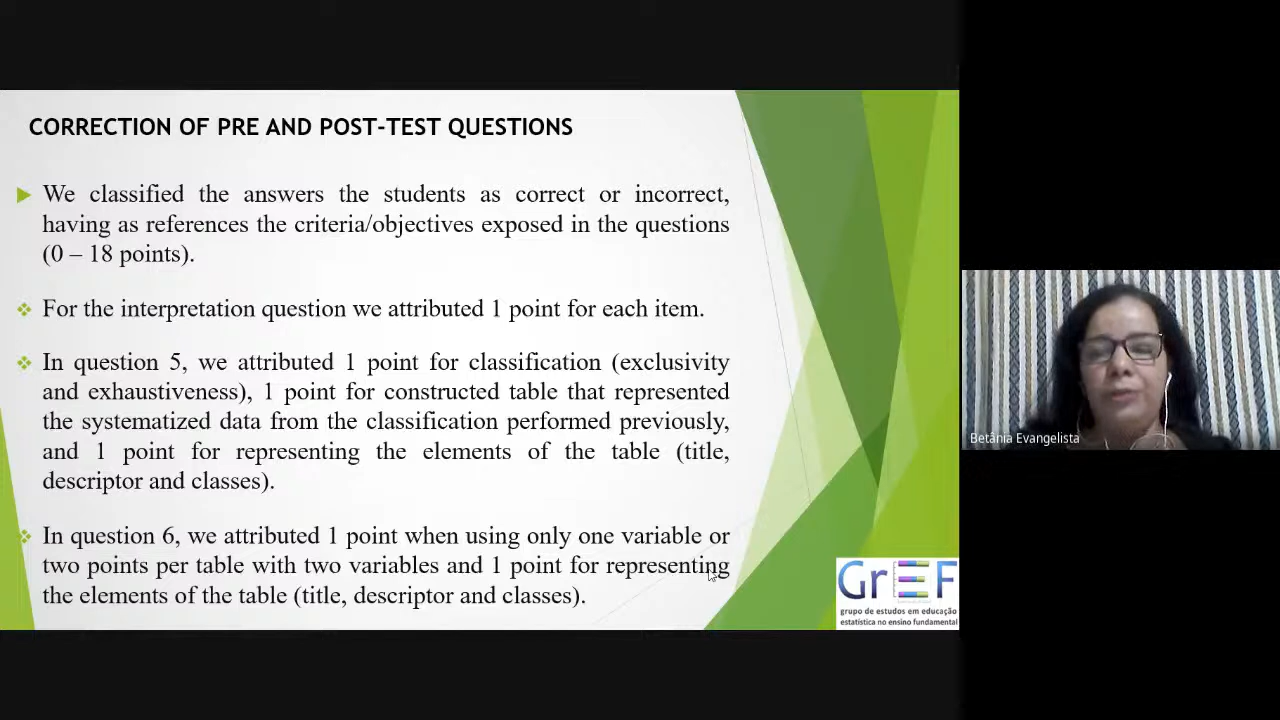 CORRECTION OF PRE AND POST-TEST QUESTIONS
We classified the answers the students as correct or incorrect,
having as references the criteria/objectives exposed in the questions
(0 – 18 points).
For the interpretation question we attributed 1 point for each item.
In question 5, we attributed 1 point for classification (exclusivity
and exhaustiveness), 1 point for constructed table that represented
the systematized data from the classification performed previously,
and 1 point for representing the elements of the table (title,
descriptor and classes).
In question 6, we attributed 1 point when using only one variable or
two points per table with two variables and 1 point for representing
the elements of the table (title, descriptor and classes).
GrEF
grupo de estudos em educação
estatística no ensino fundamental
Betânia Evangelista